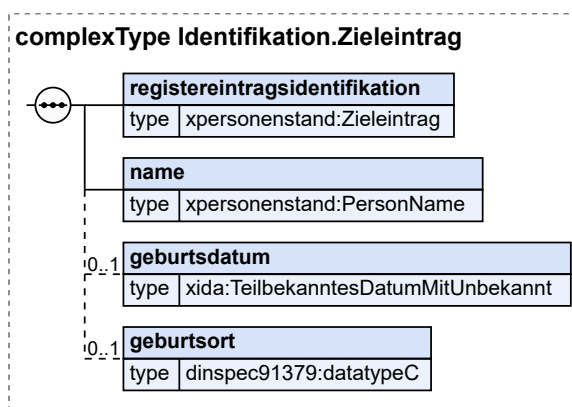 complexType Identifikation.Zieleintrag
registereintragsidentifikation
type xpersonenstand:Zieleintrag
name
type xpersonenstand:PersonName
0..1 geburtsdatum
type xida:TeilbekanntesDatumMitUnbekannt
0..1 geburtsort
type dinspec91379:datatypeC